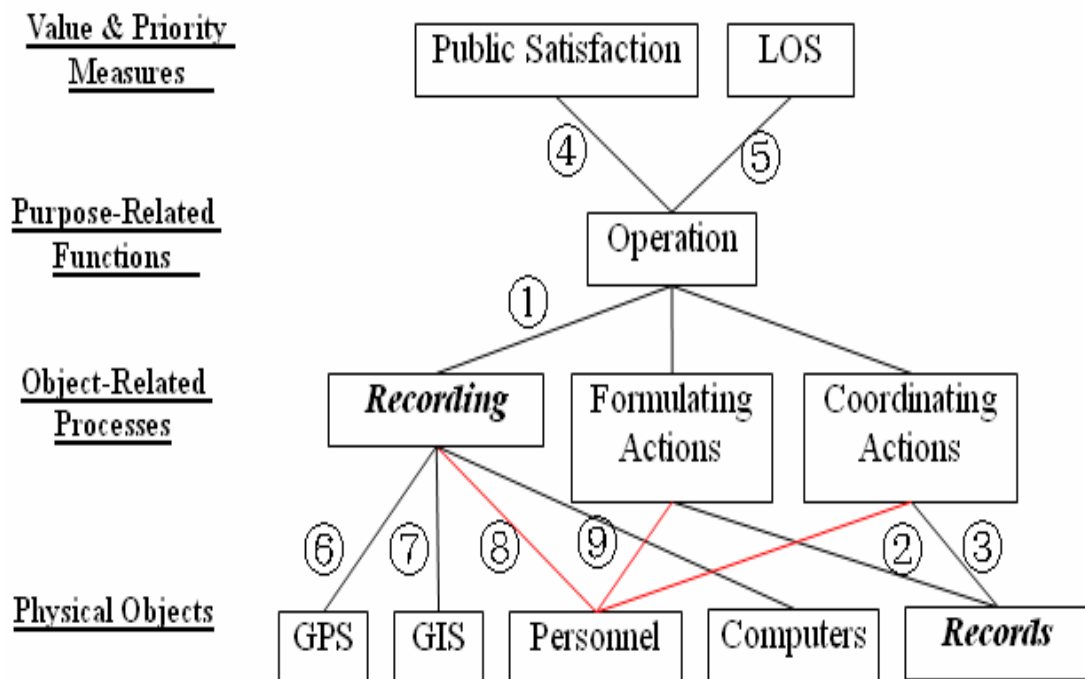 Value & Priority
Measures
Public Satisfaction
LOS
④
⑤
Purpose-Related
Functions
Operation
①
Object-Related
Processes
Recording
Formulating
Actions
Coordinating
Actions
⑥
⑦
⑧
⑨
②
③
Physical Objects
GPS
GIS
Personnel
Computers
Records